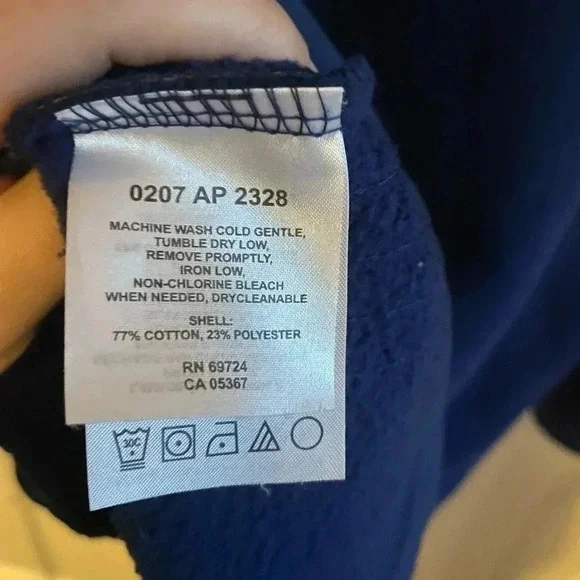 0207 AP 2328
MACHINE WASH COLD GENTLE,
TUMBLE DRY LOW,
REMOVE PROMPTLY,
IRON LOW,
NON-CHLORINE BLEACH
WHEN NEEDED, DRYCLEANABLE
SHELL:
77% COTTON, 23% POLYESTER
RN 69724
CA 05367
30C